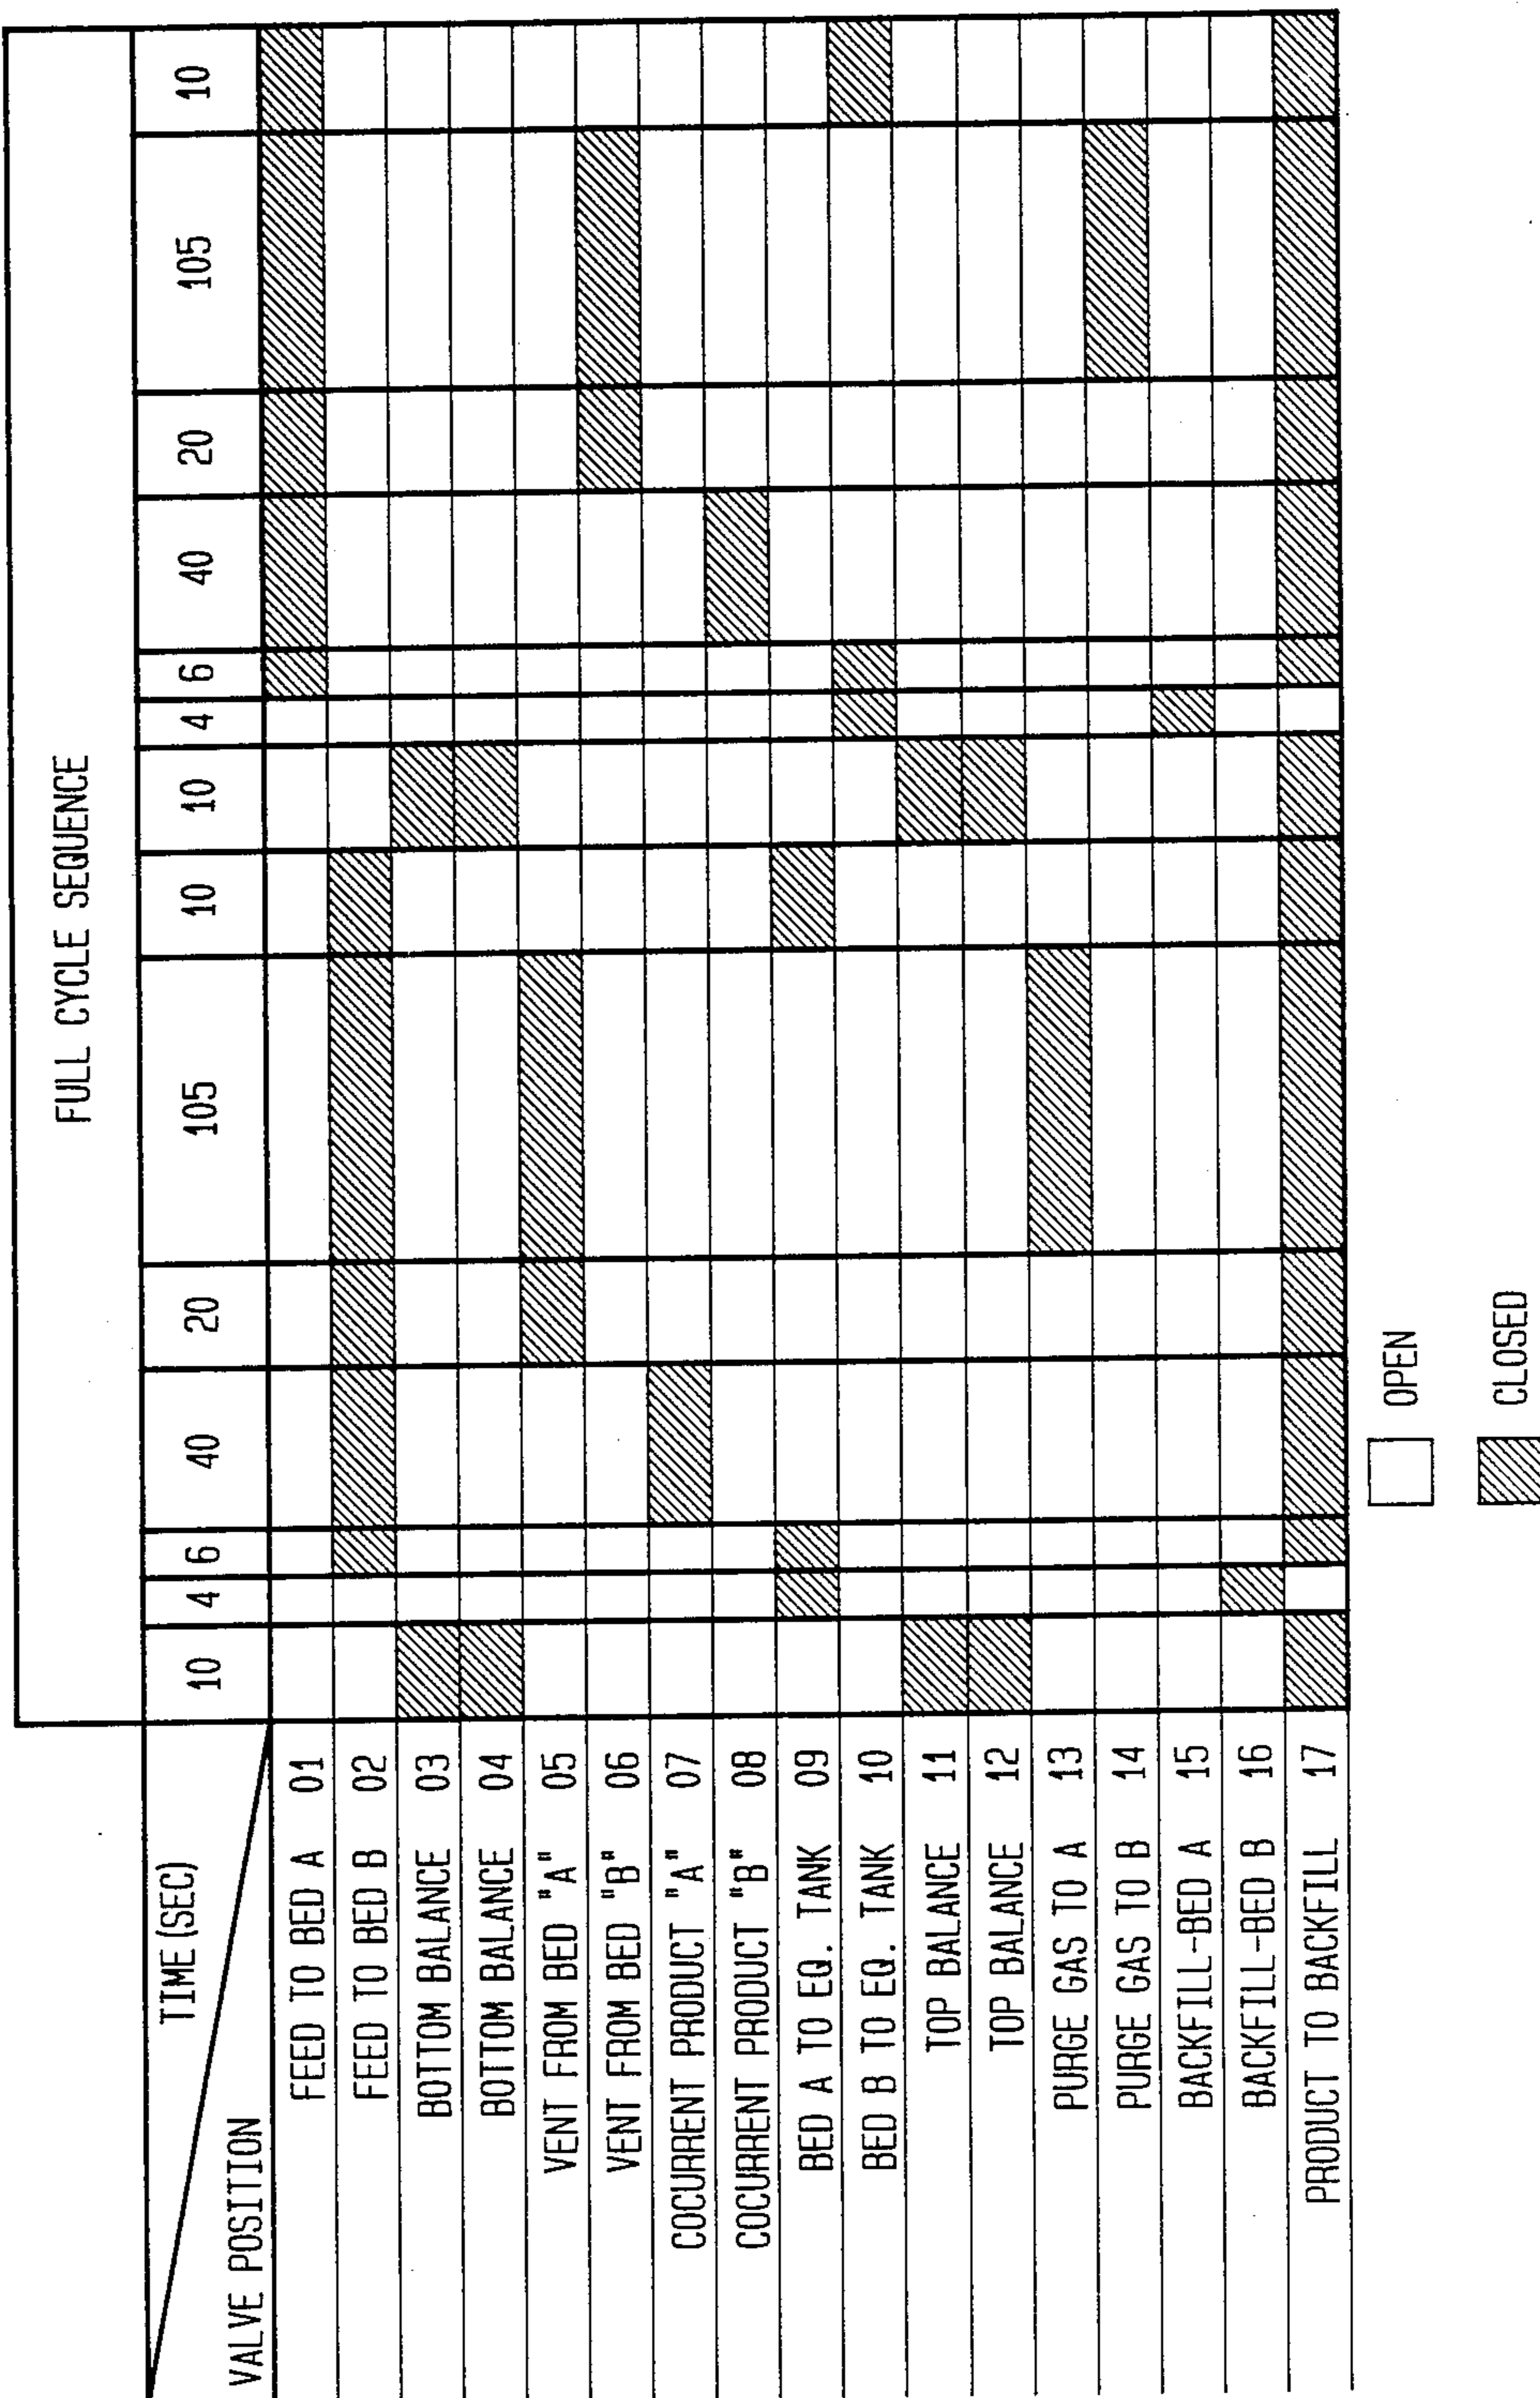 FULL CYCLE SEQUENCE
TIME (SEC) 10 4 6 40 20 105 10 10 4 6 40 20 105 10
VALVE POSITION
FEED TO BED A 01
FEED TO BED B 02
BOTTOM BALANCE 03
BOTTOM BALANCE 04
VENT FROM BED "A" 05
VENT FROM BED "B" 06
COCURRENT PRODUCT "A" 07
COCURRENT PRODUCT "B" 08
BED A TO EQ. TANK 09
BED B TO EQ. TANK 10
TOP BALANCE 11
TOP BALANCE 12
PURGE GAS TO A 13
PURGE GAS TO B 14
BACKFILL-BED A 15
BACKFILL-BED B 16
PRODUCT TO BACKFILL 17
OPEN
CLOSED